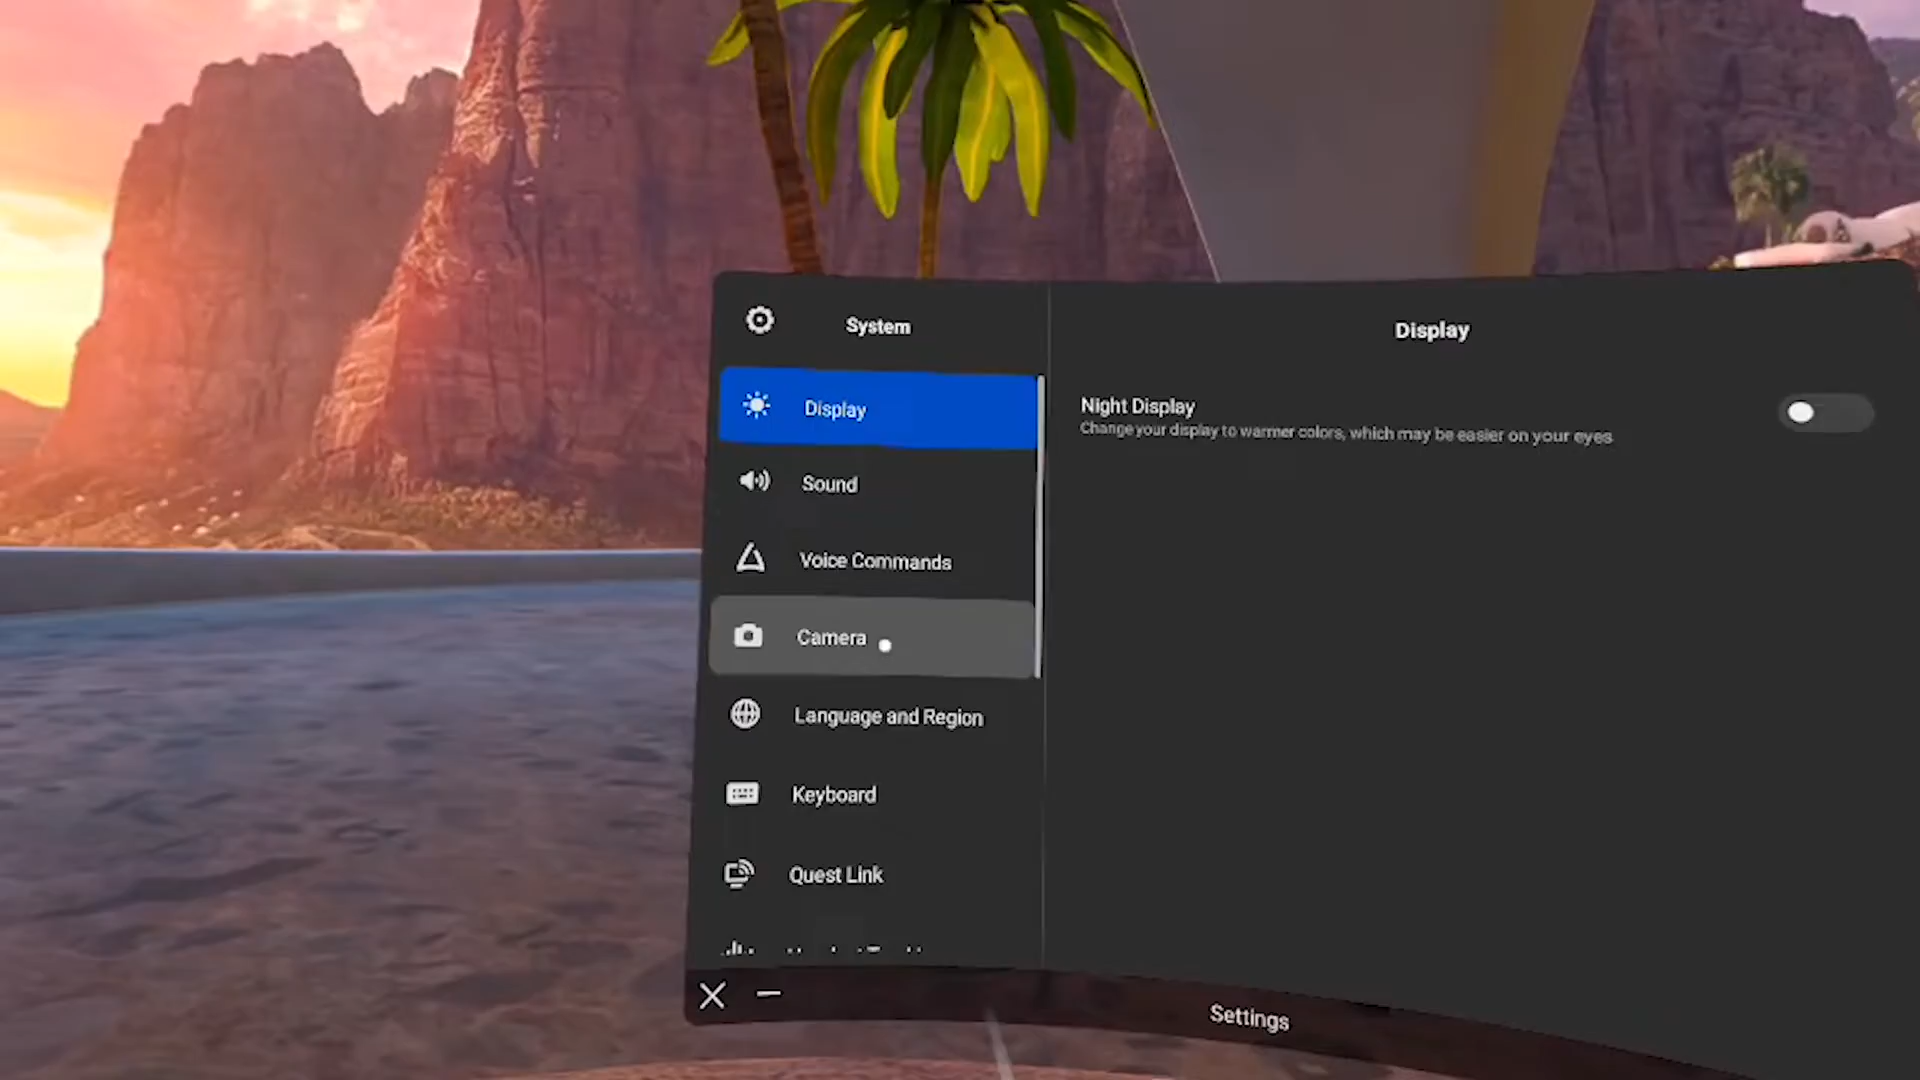 System
Display
Sound
Voice Commands
Camera
Language and Region
Keyboard
Quest Link
Display
Night Display
Change your display to warmer colors, which may be easier on your eyes
Settings